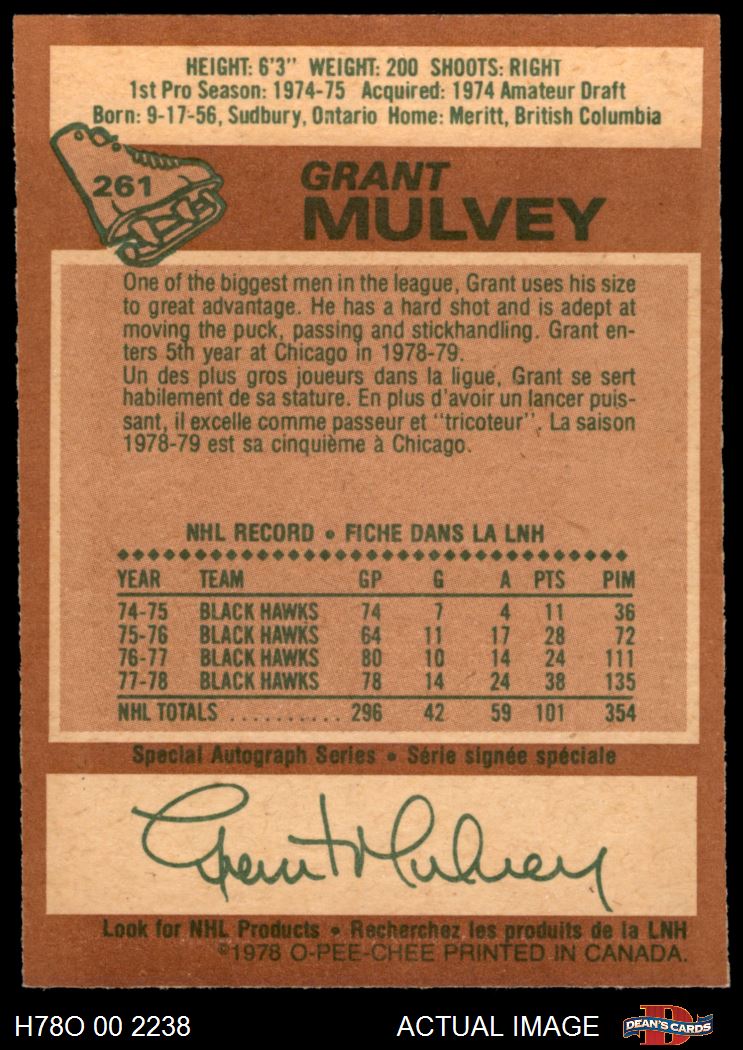 HEIGHT: 6'3" WEIGHT: 200 SHOOTS: RIGHT
1st Pro Season: 1974-75 Acquired: 1974 Amateur Draft
Born: 9-17-56, Sudbury, Ontario Home: Meritt, British Columbia
261
GRANT
MULVEY
One of the biggest men in the league, Grant uses his size
to great advantage. He has a hard shot and is adept at
moving the puck, passing and stickhandling. Grant en-
ters 5th year at Chicago in 1978-79.
Un des plus gros joueurs dans la ligue, Grant se sert
habilement de sa stature. En plus d'avoir un lancer puis-
sant, il excelle comme passeur et "tricoteur". La saison
1978-79 est sa cinquième à Chicago.
NHL RECORD • FICHE DANS LA LNH
YEAR TEAM GP G A PTS PIM
74-75 BLACK HAWKS 74 7 4 11 36
75-76 BLACK HAWKS 64 11 17 28 72
76-77 BLACK HAWKS 80 10 14 24 111
77-78 BLACK HAWKS 78 14 24 38 135
NHL TOTALS .......... 296 42 59 101 354
Special Autograph Series • Série signée spéciale
Grant Mulvey
Look for NHL Products • Recherchez les produits de la LNH
©1978 O-PEE-CHEE PRINTED IN CANADA.
H78O 00 2238 ACTUAL IMAGE
D
DEAN'S CARDS